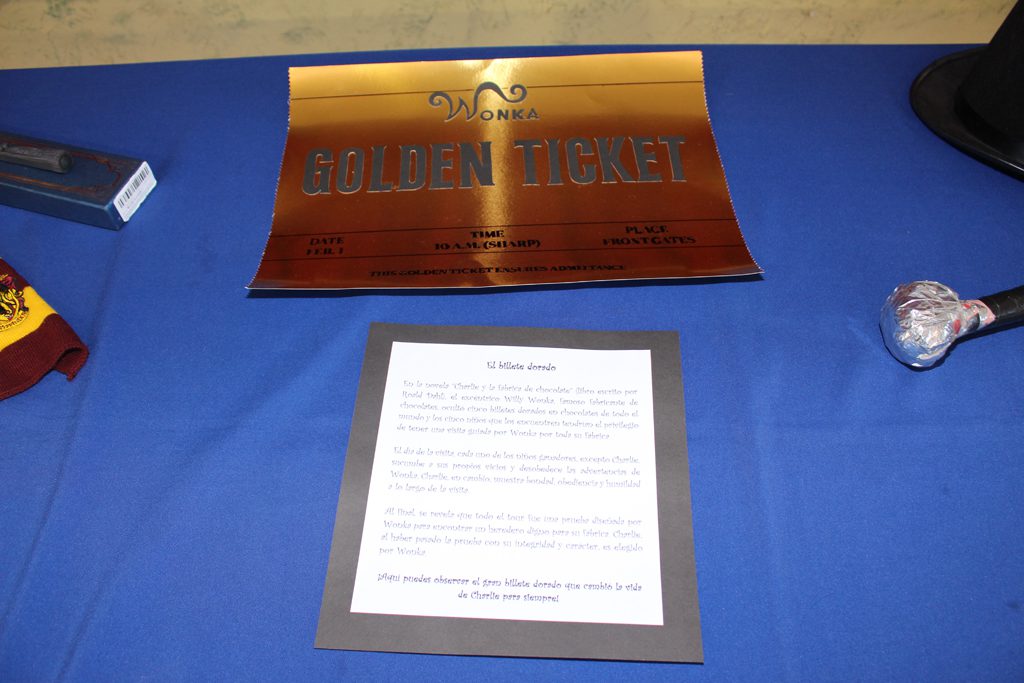 WONKA
GOLDEN TICKET
DATE
FEB. 1
TIME
10 A.M. (SHARP)
PLACE
FRONT GATES
THIS GOLDEN TICKET ENSURES ADMITTANCE
El billete dorado
En la novela "Charlie y la fábrica de chocolate" (libro escrito por
Roald Dahl), el excéntrico Willy Wonka, famoso fabricante de
chocolates, ocultó cinco billetes dorados en chocolates de todo el
mundo y los cinco niños que los encuentren tendrían el privilegio
de tener una visita guiada por Wonka por toda su fábrica.
El día de la visita, cada uno de los niños ganadores, excepto Charlie,
sucumbe a sus propios vicios y desobedece las advertencias de
Wonka. Charlie, en cambio, muestra bondad, obediencia y humildad
a lo largo de la visita.
Al final, se revela que todo el tour fue una prueba diseñada por
Wonka para encontrar un heredero digno para su fábrica. Charlie,
al haber pasado la prueba con su integridad y carácter, es elegido
por Wonka.
¡Aquí puedes observar el gran billete dorado que cambió la vida
de Charlie para siempre!